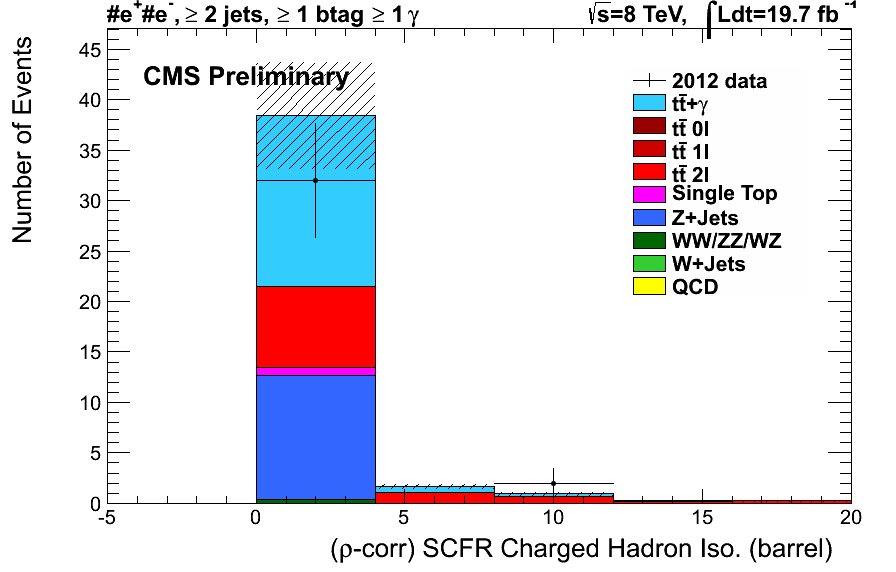 #e⁺#e⁻, ≥ 2 jets, ≥ 1 btag ≥ 1 γ
√s=8 TeV, ∫Ldt=19.7 fb⁻¹
CMS Preliminary
Number of Events
45
40
35
30
25
20
15
10
5
0
2012 data
tt̄+γ
tt̄ 0l
tt̄ 1l
tt̄ 2l
Single Top
Z+Jets
WW/ZZ/WZ
W+Jets
QCD
-5 0 5 10 15 20
(ρ-corr) SCFR Charged Hadron Iso. (barrel)